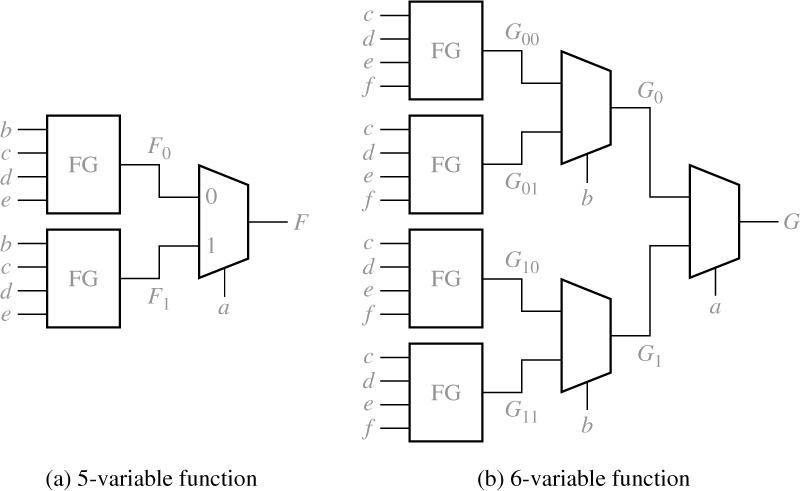 b
c
d
e
FG
F0
b
c
d
e
FG
F1
0
1
a
F
(a) 5-variable function
c
d
e
f
FG
G00
c
d
e
f
FG
G01
b
G0
c
d
e
f
FG
G10
c
d
e
f
FG
G11
b
G1
a
G
(b) 6-variable function